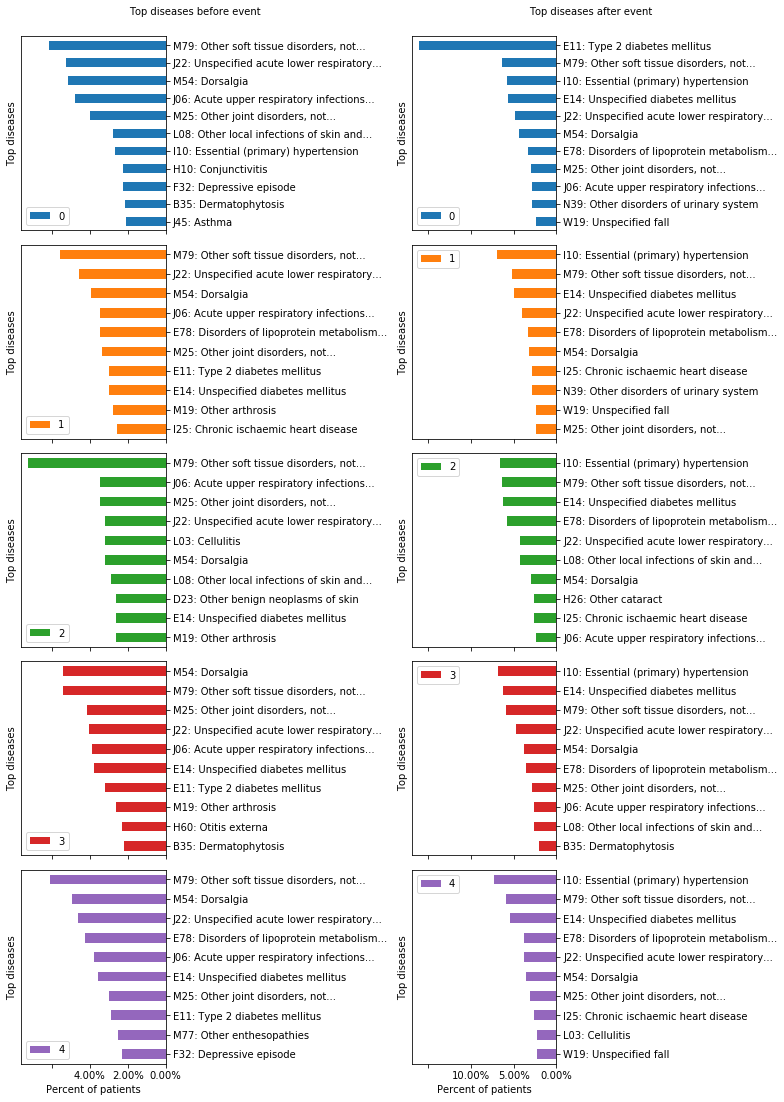 Top diseases before event
Top diseases after event
Top diseases
M79: Other soft tissue disorders, not...
J22: Unspecified acute lower respiratory...
M54: Dorsalgia
J06: Acute upper respiratory infections...
M25: Other joint disorders, not...
L08: Other local infections of skin and...
I10: Essential (primary) hypertension
H10: Conjunctivitis
F32: Depressive episode
B35: Dermatophytosis
J45: Asthma
0
Top diseases
E11: Type 2 diabetes mellitus
M79: Other soft tissue disorders, not...
I10: Essential (primary) hypertension
E14: Unspecified diabetes mellitus
J22: Unspecified acute lower respiratory...
M54: Dorsalgia
E78: Disorders of lipoprotein metabolism...
M25: Other joint disorders, not...
J06: Acute upper respiratory infections...
N39: Other disorders of urinary system
W19: Unspecified fall
0
Top diseases
M79: Other soft tissue disorders, not...
J22: Unspecified acute lower respiratory...
M54: Dorsalgia
J06: Acute upper respiratory infections...
E78: Disorders of lipoprotein metabolism...
M25: Other joint disorders, not...
E11: Type 2 diabetes mellitus
E14: Unspecified diabetes mellitus
M19: Other arthrosis
I25: Chronic ischaemic heart disease
1
Top diseases
1
I10: Essential (primary) hypertension
M79: Other soft tissue disorders, not...
E14: Unspecified diabetes mellitus
J22: Unspecified acute lower respiratory...
E78: Disorders of lipoprotein metabolism...
M54: Dorsalgia
I25: Chronic ischaemic heart disease
N39: Other disorders of urinary system
W19: Unspecified fall
M25: Other joint disorders, not...
Top diseases
M79: Other soft tissue disorders, not...
J06: Acute upper respiratory infections...
M25: Other joint disorders, not...
J22: Unspecified acute lower respiratory...
L03: Cellulitis
M54: Dorsalgia
L08: Other local infections of skin and...
D23: Other benign neoplasms of skin
E14: Unspecified diabetes mellitus
M19: Other arthrosis
2
Top diseases
2
I10: Essential (primary) hypertension
M79: Other soft tissue disorders, not...
E14: Unspecified diabetes mellitus
E78: Disorders of lipoprotein metabolism...
J22: Unspecified acute lower respiratory...
L08: Other local infections of skin and...
M54: Dorsalgia
H26: Other cataract
I25: Chronic ischaemic heart disease
J06: Acute upper respiratory infections...
Top diseases
M54: Dorsalgia
M79: Other soft tissue disorders, not...
M25: Other joint disorders, not...
J22: Unspecified acute lower respiratory...
J06: Acute upper respiratory infections...
E14: Unspecified diabetes mellitus
E11: Type 2 diabetes mellitus
M19: Other arthrosis
H60: Otitis externa
B35: Dermatophytosis
3
Top diseases
3
I10: Essential (primary) hypertension
E14: Unspecified diabetes mellitus
M79: Other soft tissue disorders, not...
J22: Unspecified acute lower respiratory...
M54: Dorsalgia
E78: Disorders of lipoprotein metabolism...
M25: Other joint disorders, not...
J06: Acute upper respiratory infections...
L08: Other local infections of skin and...
B35: Dermatophytosis
Top diseases
M79: Other soft tissue disorders, not...
M54: Dorsalgia
J22: Unspecified acute lower respiratory...
E78: Disorders of lipoprotein metabolism...
J06: Acute upper respiratory infections...
E14: Unspecified diabetes mellitus
M25: Other joint disorders, not...
E11: Type 2 diabetes mellitus
M77: Other enthesopathies
F32: Depressive episode
4
4.00% 2.00% 0.00%
Percent of patients
Top diseases
4
I10: Essential (primary) hypertension
M79: Other soft tissue disorders, not...
E14: Unspecified diabetes mellitus
E78: Disorders of lipoprotein metabolism...
J22: Unspecified acute lower respiratory...
M54: Dorsalgia
M25: Other joint disorders, not...
I25: Chronic ischaemic heart disease
L03: Cellulitis
W19: Unspecified fall
10.00% 5.00% 0.00%
Percent of patients